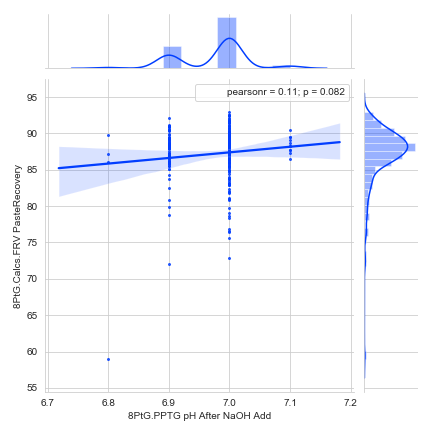 pearsonr = 0.11; p = 0.082
95
90
85
80
75
70
65
60
55
8PtG.Calcs.FRV PasteRecovery
6.7 6.8 6.9 7.0 7.1 7.2
8PtG.PPTG pH After NaOH Add